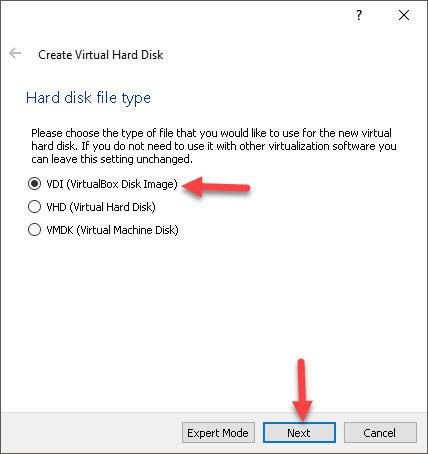 ?
Create Virtual Hard Disk
Hard disk file type
Please choose the type of file that you would like to use for the new virtual
hard disk. If you do not need to use it with other virtualization software you
can leave this setting unchanged.
VDI (VirtualBox Disk Image)
VHD (Virtual Hard Disk)
VMDK (Virtual Machine Disk)
Expert Mode Next Cancel